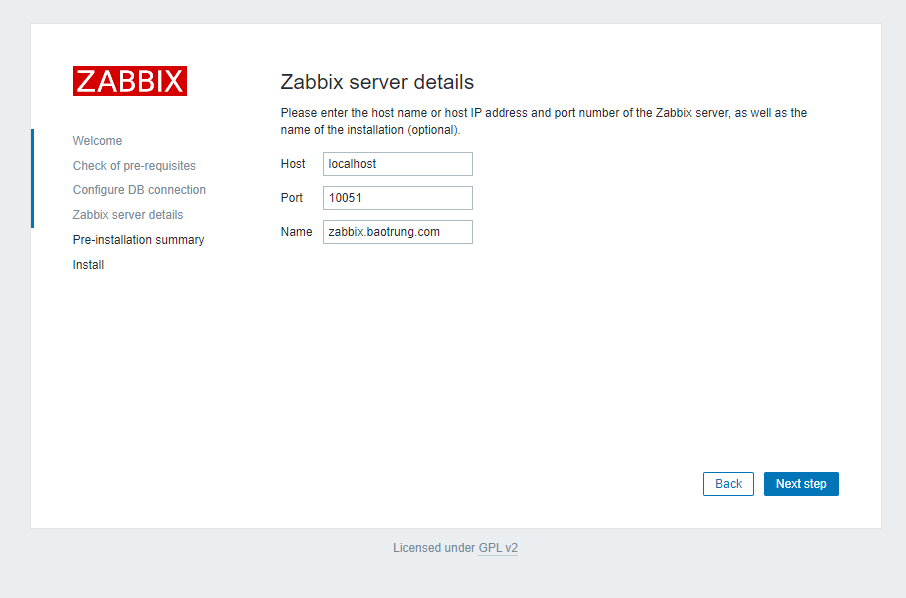 ZABBIX
Welcome
Check of pre-requisites
Configure DB connection
Zabbix server details
Pre-installation summary
Install
Zabbix server details
Please enter the host name or host IP address and port number of the Zabbix server, as well as the
name of the installation (optional).
Host localhost
Port 10051
Name zabbix.baotrung.com
Back Next step
Licensed under GPL v2